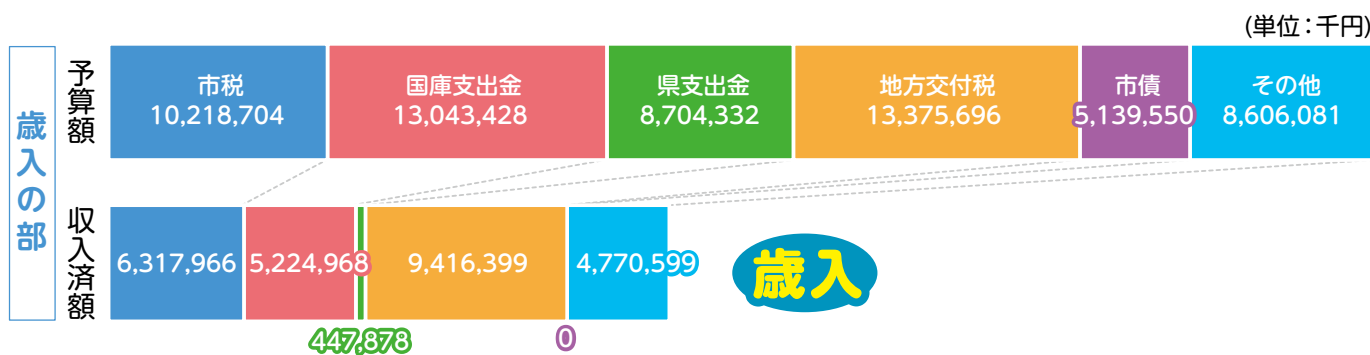 (単位：千円)
歳入の部
予算額
市税
10,218,704
国庫支出金
13,043,428
県支出金
8,704,332
地方交付税
13,375,696
市債
5,139,550
その他
8,606,081
収入済額
6,317,966
5,224,968
447,878
9,416,399
0
4,770,599
歳入